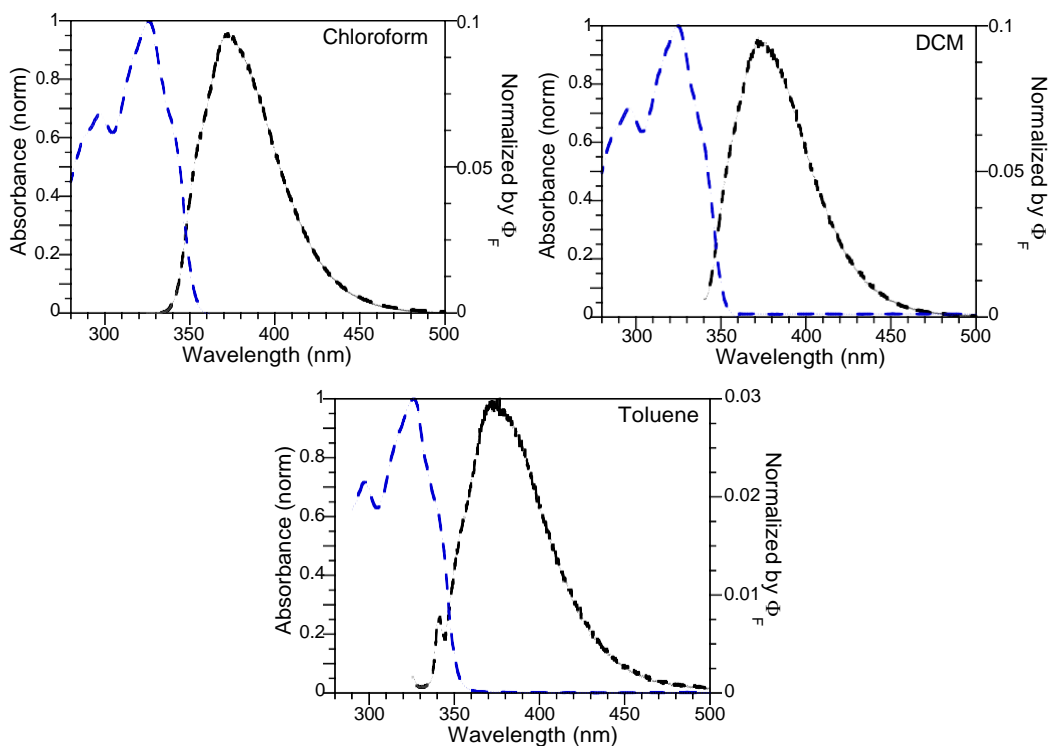 Chloroform
Absorbance (norm)
1
0.8
0.6
0.4
0.2
0
0.1
0.05
0
Normalized by Φ_F
300 350 400 450 500
Wavelength (nm)
DCM
Absorbance (norm)
1
0.8
0.6
0.4
0.2
0
0.1
0.05
0
Normalized by Φ_F
300 350 400 450 500
Wavelength (nm)
Toluene
Absorbance (norm)
1
0.8
0.6
0.4
0.2
0
0.03
0.02
0.01
0
Normalized by Φ_F
300 350 400 450 500
Wavelength (nm)